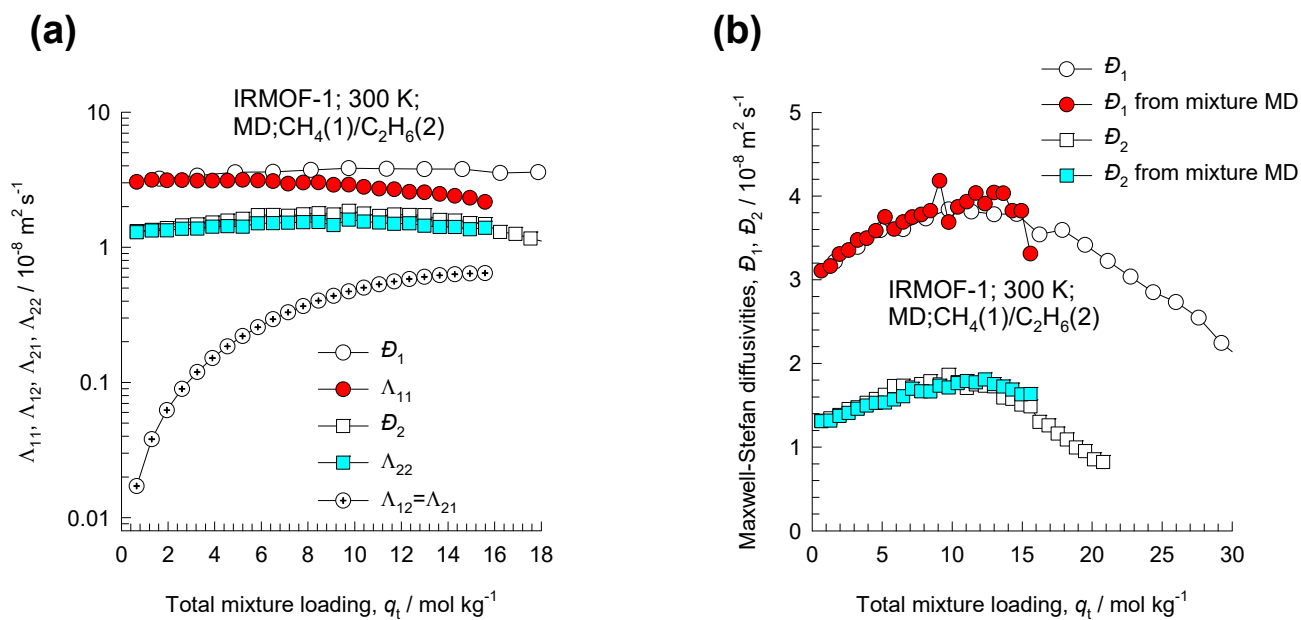 (a)
IRMOF-1; 300 K;
MD;CH₄(1)/C₂H₆(2)
Λ₁₁, Λ₁₂, Λ₂₁, Λ₂₂ / 10⁻⁸ m² s⁻¹
10
1
0.1
0.01
Đ₁
Λ₁₁
Đ₂
Λ₂₂
Λ₁₂=Λ₂₁
0 2 4 6 8 10 12 14 16 18
Total mixture loading, qₜ / mol kg⁻¹
(b)
Đ₁
Đ₁ from mixture MD
Đ₂
Đ₂ from mixture MD
Maxwell-Stefan diffusivities, Đ₁, Đ₂ / 10⁻⁸ m² s⁻¹
5
4
3
2
1
0
IRMOF-1; 300 K;
MD;CH₄(1)/C₂H₆(2)
0 5 10 15 20 25 30
Total mixture loading, qₜ / mol kg⁻¹